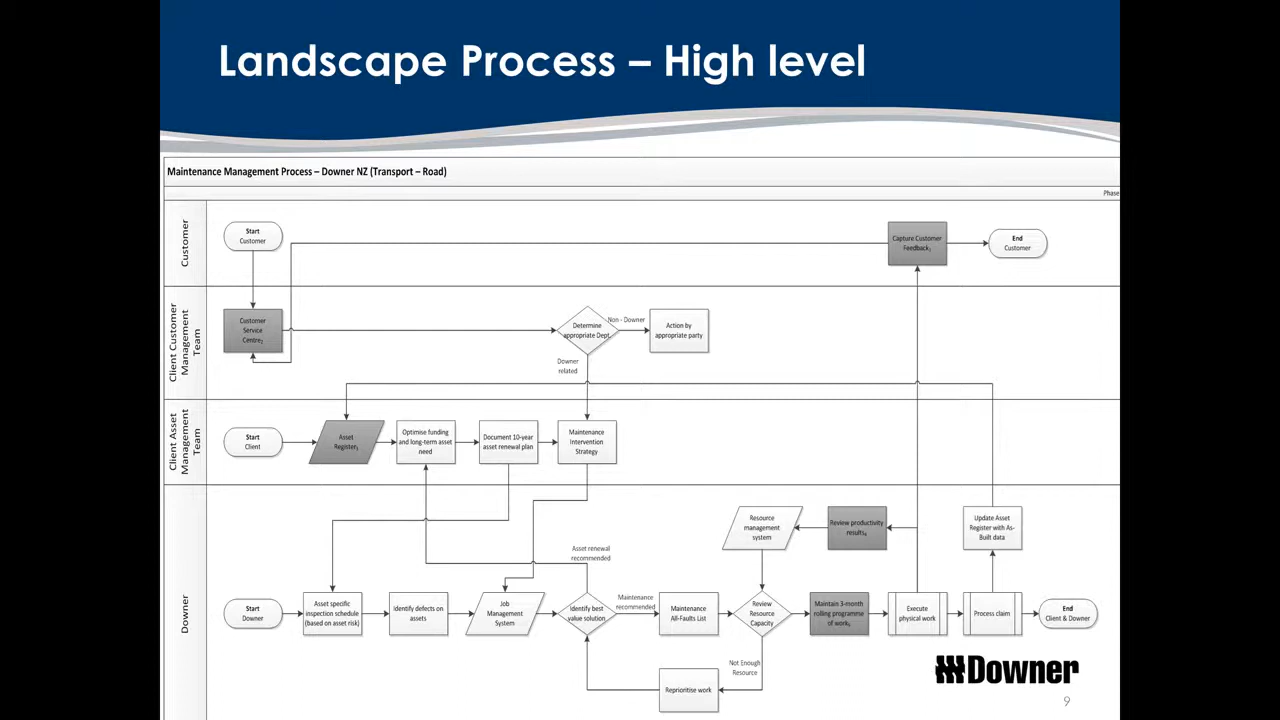 Landscape Process – High level
Maintenance Management Process – Downer NZ (Transport – Road)
Phase
Customer
Start
Customer
Capture Customer
Feedback
End
Customer
Client Customer
Management
Team
Customer
Service
Centre
Determine
appropriate Dept.
Non - Downer
Action by
appropriate party
Downer
related
Client Asset
Management
Team
Start
Client
Asset
Register
Optimise funding
and long-term asset
need
Document 10-year
asset renewal plan
Maintenance
Intervention
Strategy
Downer
Resource
management
system
Review productivity
results
Update Asset
Register with As-
Built data
Asset renewal
recommended
Start
Downer
Asset specific
inspection schedule
(based on asset risk)
Identify defects on
assets
Job
Management
System
Identify best
value solution
Maintenance
recommended
Maintenance
All-Faults List
Review
Resource
Capacity
Maintain 3-month
rolling programme
of work
Execute
physical work
Process claim
End
Client & Downer
Not Enough
Resource
Reprioritise work
Downer
9